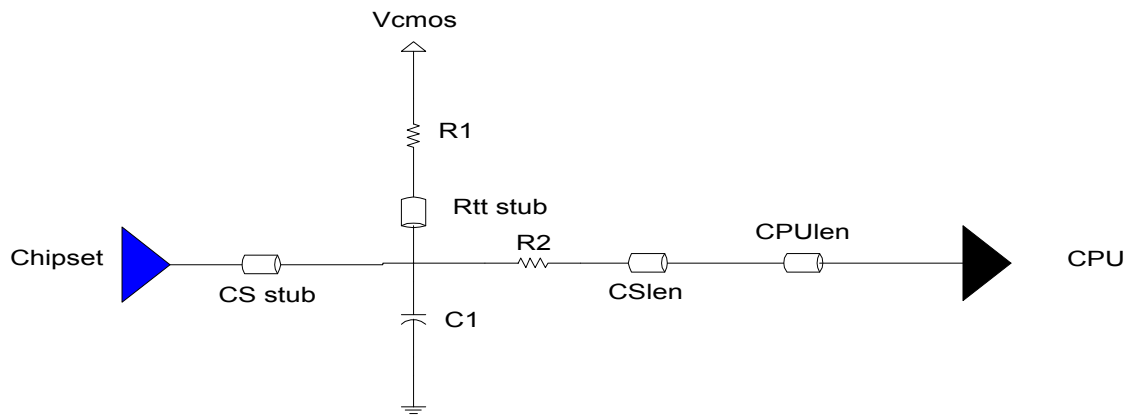 Vcmos
R1
Rtt stub
R2
CPUlen
Chipset
CPU
CS stub
CSlen
C1